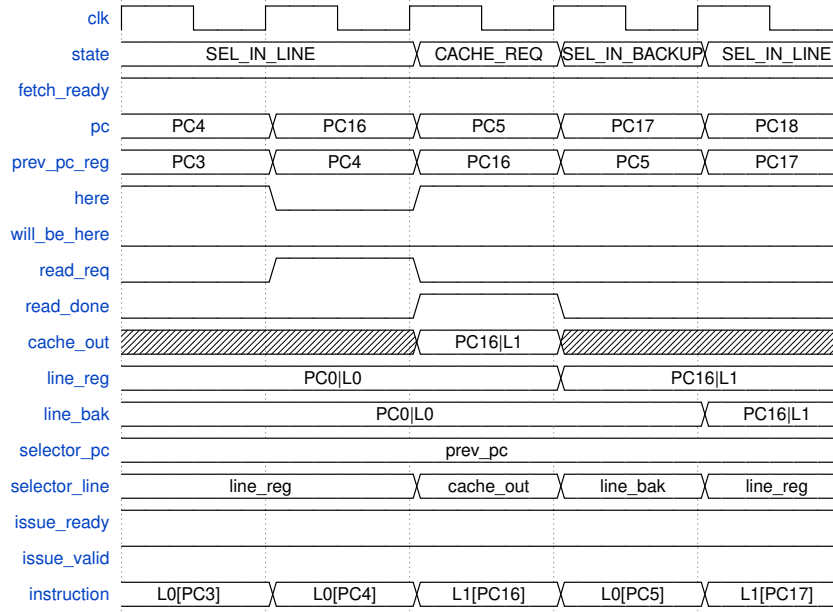 clk
state SEL_IN_LINE CACHE_REQ SEL_IN_BACKUP SEL_IN_LINE
fetch_ready
pc PC4 PC16 PC5 PC17 PC18
prev_pc_reg PC3 PC4 PC16 PC5 PC17
here
will_be_here
read_req
read_done
cache_out PC16|L1
line_reg PC0|L0 PC16|L1
line_bak PC0|L0 PC16|L1
selector_pc prev_pc
selector_line line_reg cache_out line_bak line_reg
issue_ready
issue_valid
instruction L0[PC3] L0[PC4] L1[PC16] L0[PC5] L1[PC17]